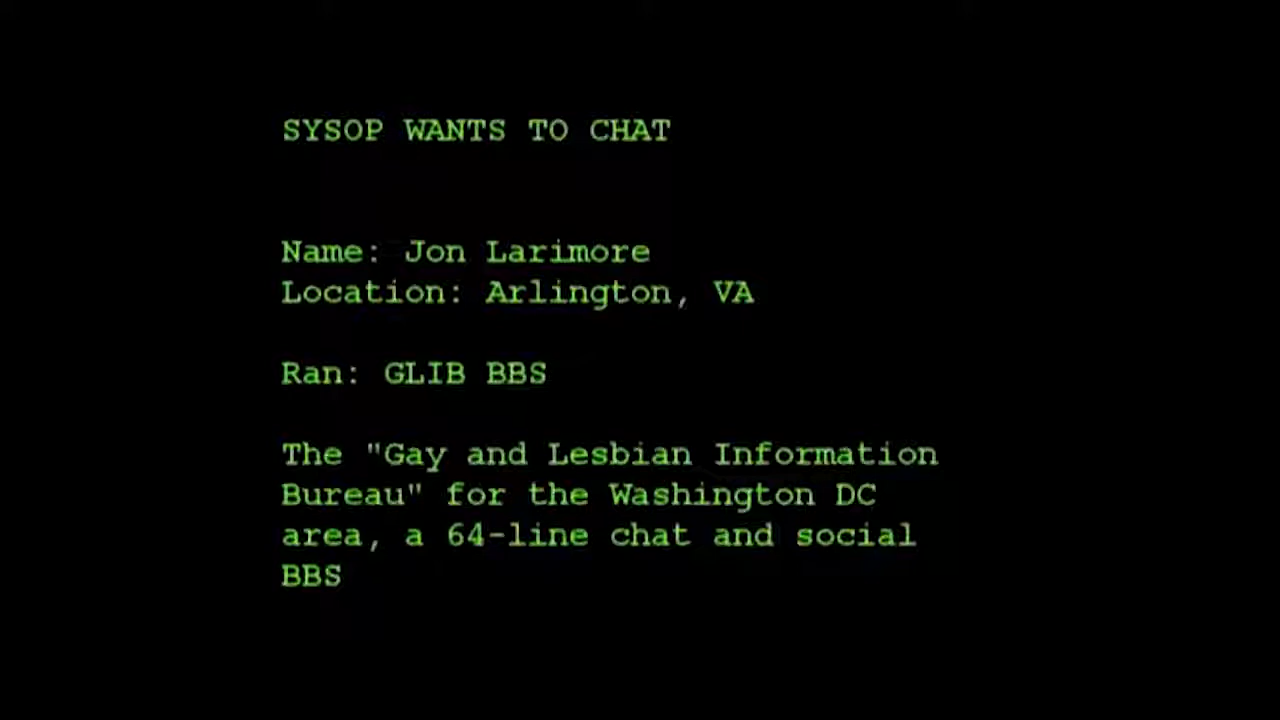 SYSOP WANTS TO CHAT
Name: Jon Larimore
Location: Arlington, VA
Ran: GLIB BBS
The "Gay and Lesbian Information
Bureau" for the Washington DC
area, a 64-line chat and social
BBS